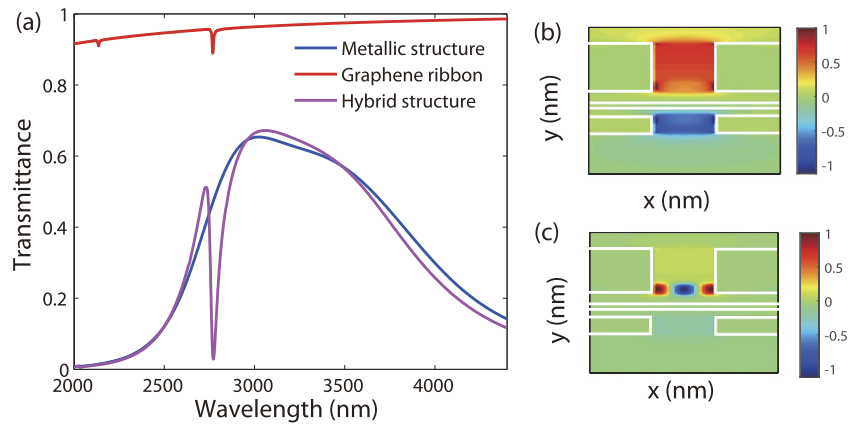 (a)
1
0.8
0.6
0.4
0.2
0
Transmittance
Metallic structure
Graphene ribbon
Hybrid structure
2000 2500 3000 3500 4000
Wavelength (nm)
(b)
y (nm)
x (nm)
1
0.5
0
-0.5
-1
(c)
y (nm)
x (nm)
1
0.5
0
-0.5
-1